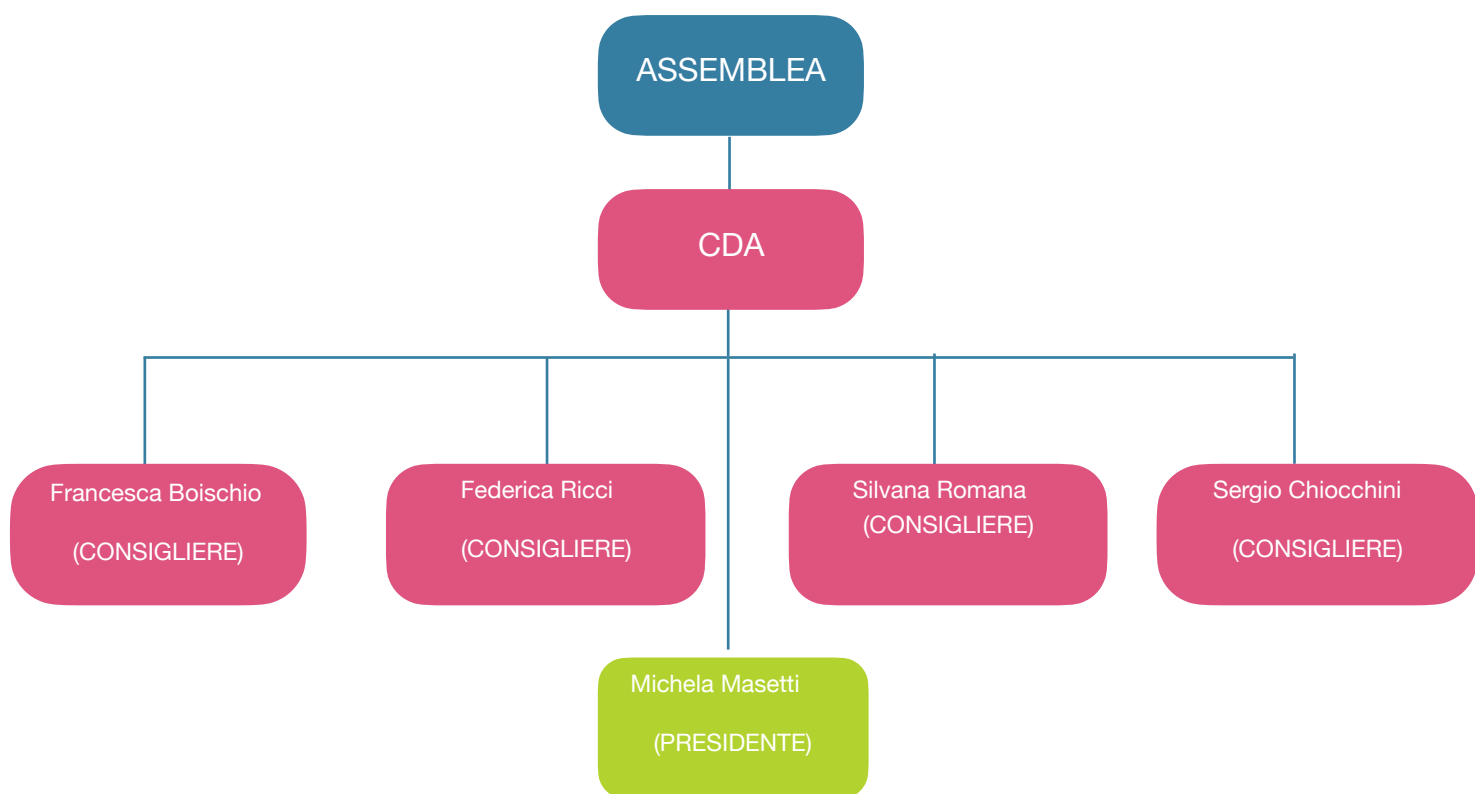 ASSEMBLEA
CDA
Francesca Boischio
(CONSIGLIERE)
Federica Ricci
(CONSIGLIERE)
Silvana Romana
(CONSIGLIERE)
Sergio Chiocchini
(CONSIGLIERE)
Michela Masetti
(PRESIDENTE)